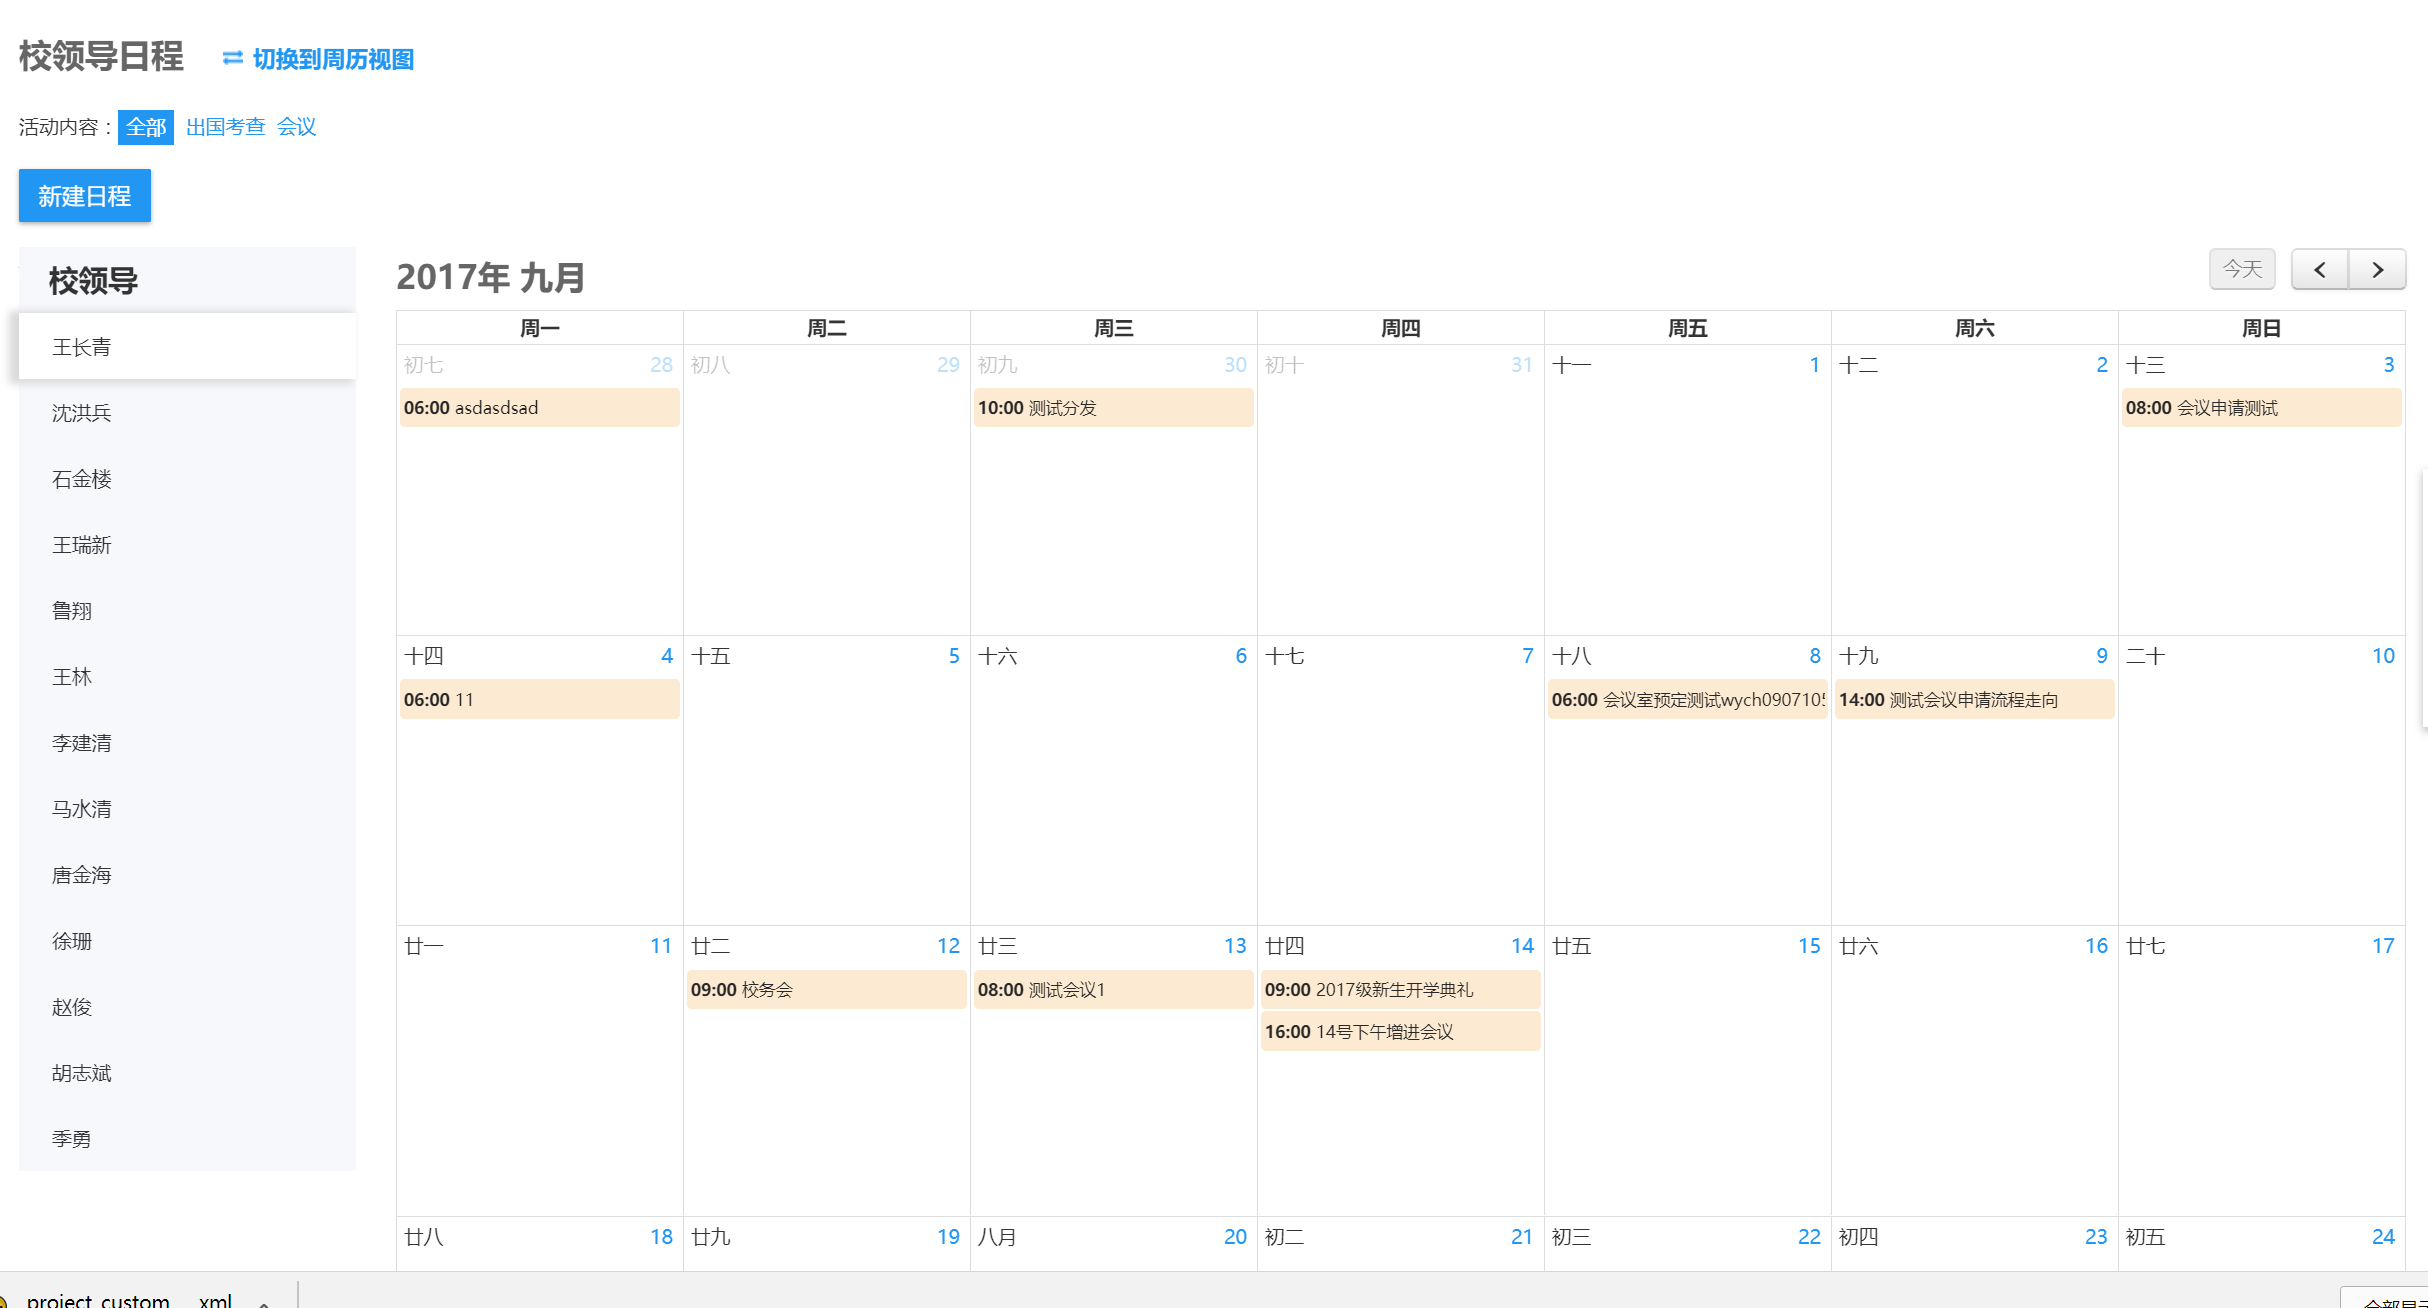 校领导日程 切换到周历视图
活动内容： 全部 出国考查 会议
新建日程
校领导
王长青
沈洪兵
石金楼
王瑞新
鲁翔
王林
李建清
马水清
唐金海
徐珊
赵俊
胡志斌
季勇
2017年 九月 今天
周一 周二 周三 周四 周五 周六 周日
初七 28 初八 29 初九 30 初十 31 十一 1 十二 2 十三 3
06:00 asdasdsad 10:00 测试分发 08:00 会议申请测试
十四 4 十五 5 十六 6 十七 7 十八 8 十九 9 二十 10
06:00 11 06:00 会议室预定测试wych090710 14:00 测试会议申请流程走向
廿一 11 廿二 12 廿三 13 廿四 14 廿五 15 廿六 16 廿七 17
09:00 校务会 08:00 测试会议1 09:00 2017级新生开学典礼
16:00 14号下午增进会议
廿八 18 廿九 19 八月 20 初二 21 初三 22 初四 23 初五 24
project_custom__.xml 全部显